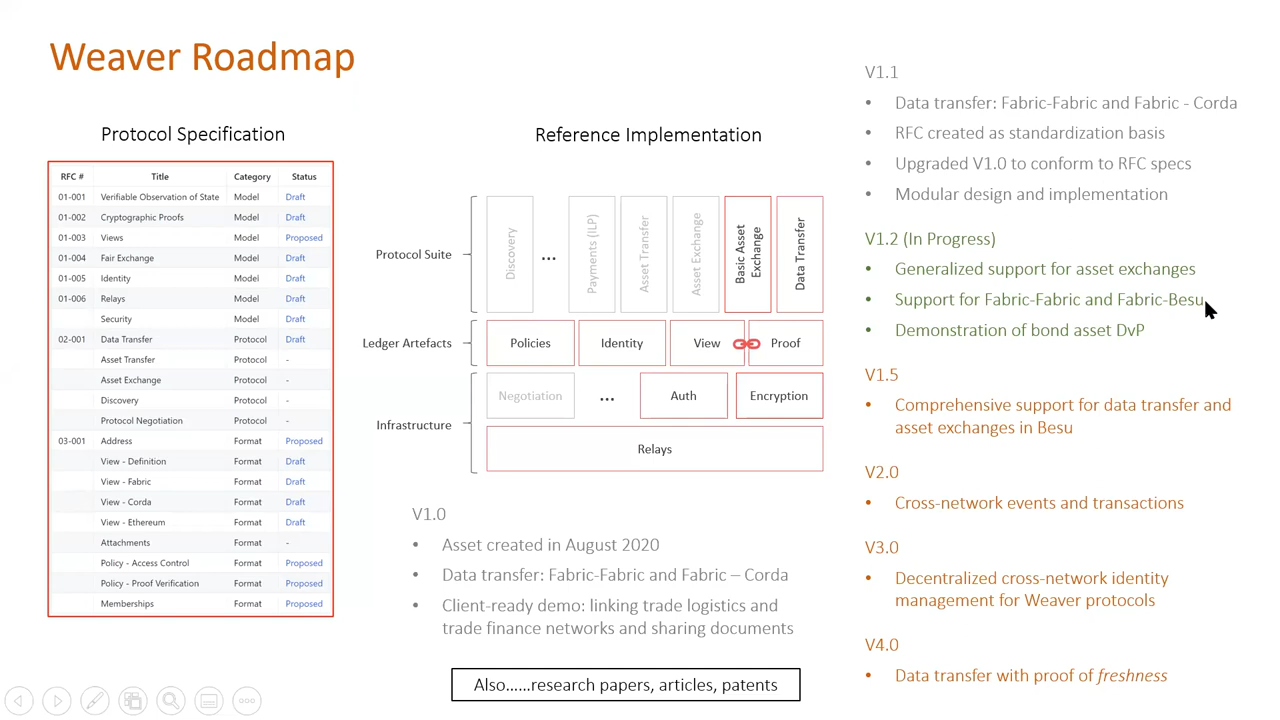 Weaver Roadmap
Protocol Specification
RFC # Title Category Status
01-001 Verifiable Observation of State Model Draft
01-002 Cryptographic Proofs Model Draft
01-003 Views Model Proposed
01-004 Fair Exchange Model Draft
01-005 Identity Model Draft
01-006 Relays Model Draft
Security Model Draft
02-001 Data Transfer Protocol Draft
Asset Transfer Protocol -
Asset Exchange Protocol -
Discovery Protocol -
Protocol Negotiation Protocol -
03-001 Address Format Proposed
View - Definition Format Draft
View - Fabric Format Draft
View - Corda Format Draft
View - Ethereum Format Draft
Attachments Format -
Policy - Access Control Format Proposed
Policy - Proof Verification Format Proposed
Memberships Format Proposed
Reference Implementation
Protocol Suite
Discovery
...
Payments (ILP)
Asset Transfer
Asset Exchange
Basic Asset
Exchange
Data Transfer
Ledger Artefacts
Policies
Identity
View
Proof
Infrastructure
Negotiation
...
Auth
Encryption
Relays
V1.0
• Asset created in August 2020
• Data transfer: Fabric-Fabric and Fabric – Corda
• Client-ready demo: linking trade logistics and
trade finance networks and sharing documents
Also……research papers, articles, patents
V1.1
• Data transfer: Fabric-Fabric and Fabric - Corda
• RFC created as standardization basis
• Upgraded V1.0 to conform to RFC specs
• Modular design and implementation
V1.2 (In Progress)
• Generalized support for asset exchanges
• Support for Fabric-Fabric and Fabric-Besu
• Demonstration of bond asset DvP
V1.5
• Comprehensive support for data transfer and
asset exchanges in Besu
V2.0
• Cross-network events and transactions
V3.0
• Decentralized cross-network identity
management for Weaver protocols
V4.0
• Data transfer with proof of freshness